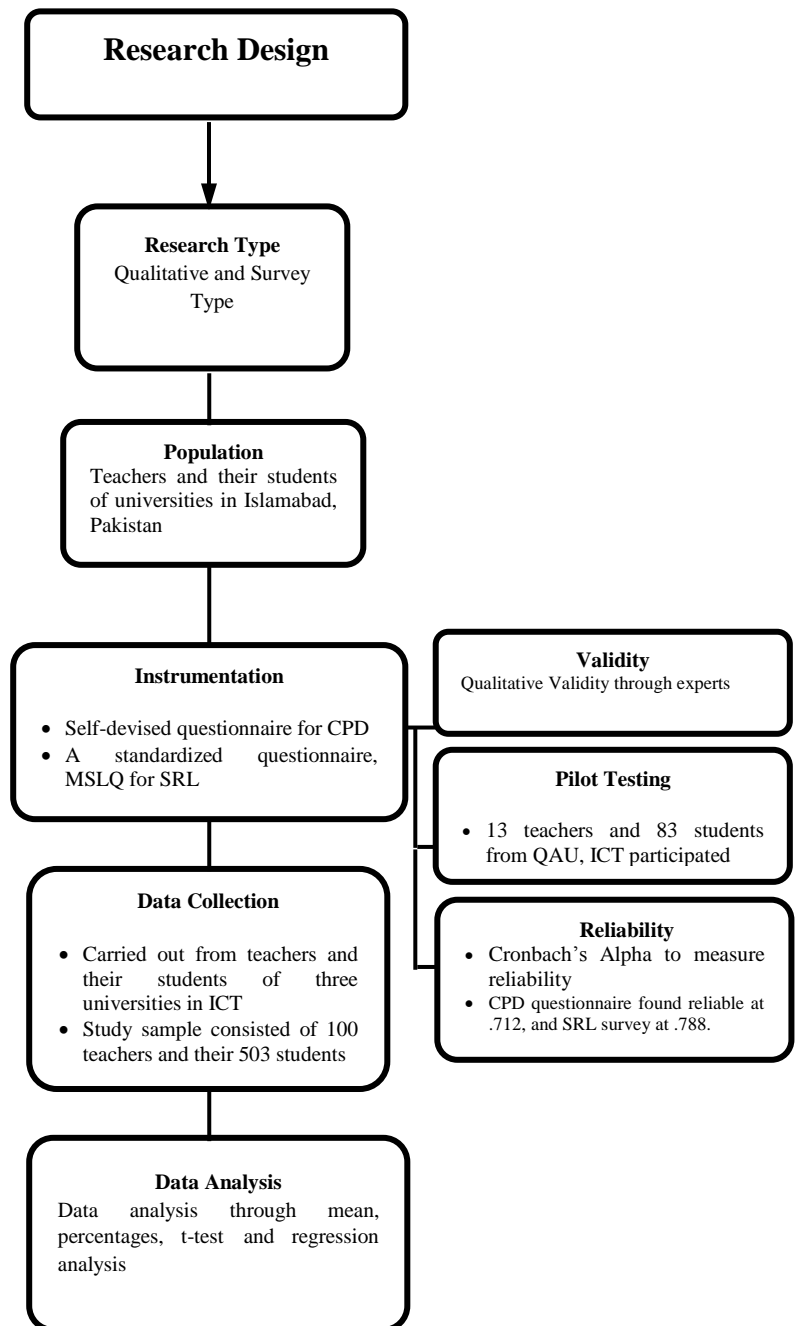 Research Design
Research Type
Qualitative and Survey
Type
Population
Teachers and their students
of universities in Islamabad,
Pakistan
Instrumentation
• Self-devised questionnaire for CPD
• A standardized questionnaire,
MSLQ for SRL
Validity
Qualitative Validity through experts
Pilot Testing
• 13 teachers and 83 students
from QAU, ICT participated
Reliability
• Cronbach's Alpha to measure
reliability
• CPD questionnaire found reliable at
.712, and SRL survey at .788.
Data Collection
• Carried out from teachers and
their students of three
universities in ICT
• Study sample consisted of 100
teachers and their 503 students
Data Analysis
Data analysis through mean,
percentages, t-test and regression
analysis